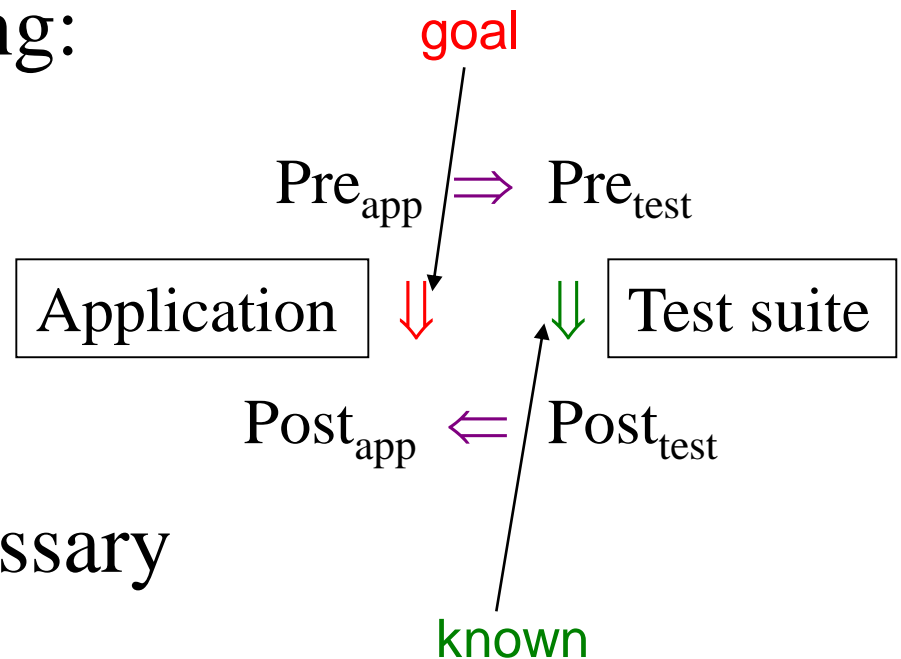 ng:
goal
Pre_app ⇒ Pre_test
Application ⇓ ⇓ Test suite
Post_app ⇐ Post_test
ssary
known